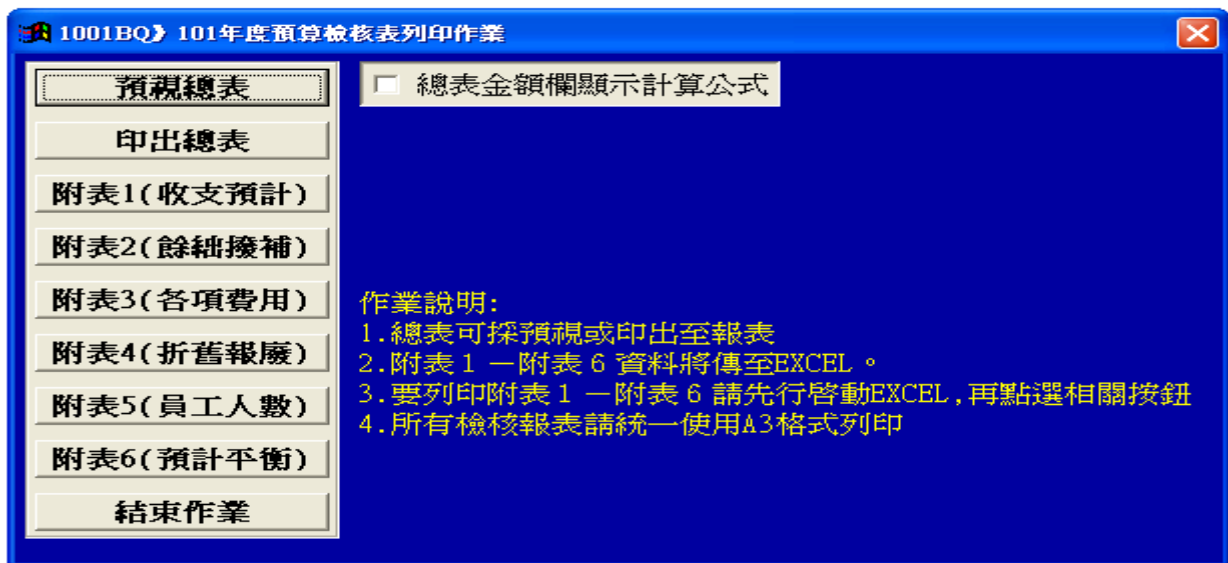 1001BQ》101年度預算檢核表列印作業
預視總表
總表金額欄顯示計算公式
印出總表
附表1(收支預計)
附表2(餘絀撥補)
附表3(各項費用)
附表4(折舊報廢)
附表5(員工人數)
附表6(預計平衡)
結束作業
作業說明:
1.總表可採預視或印出至報表
2.附表１－附表６資料將傳至EXCEL。
3.要列印附表１－附表６請先行啓動EXCEL,再點選相關按鈕
4.所有檢核報表請統一使用A3格式列印